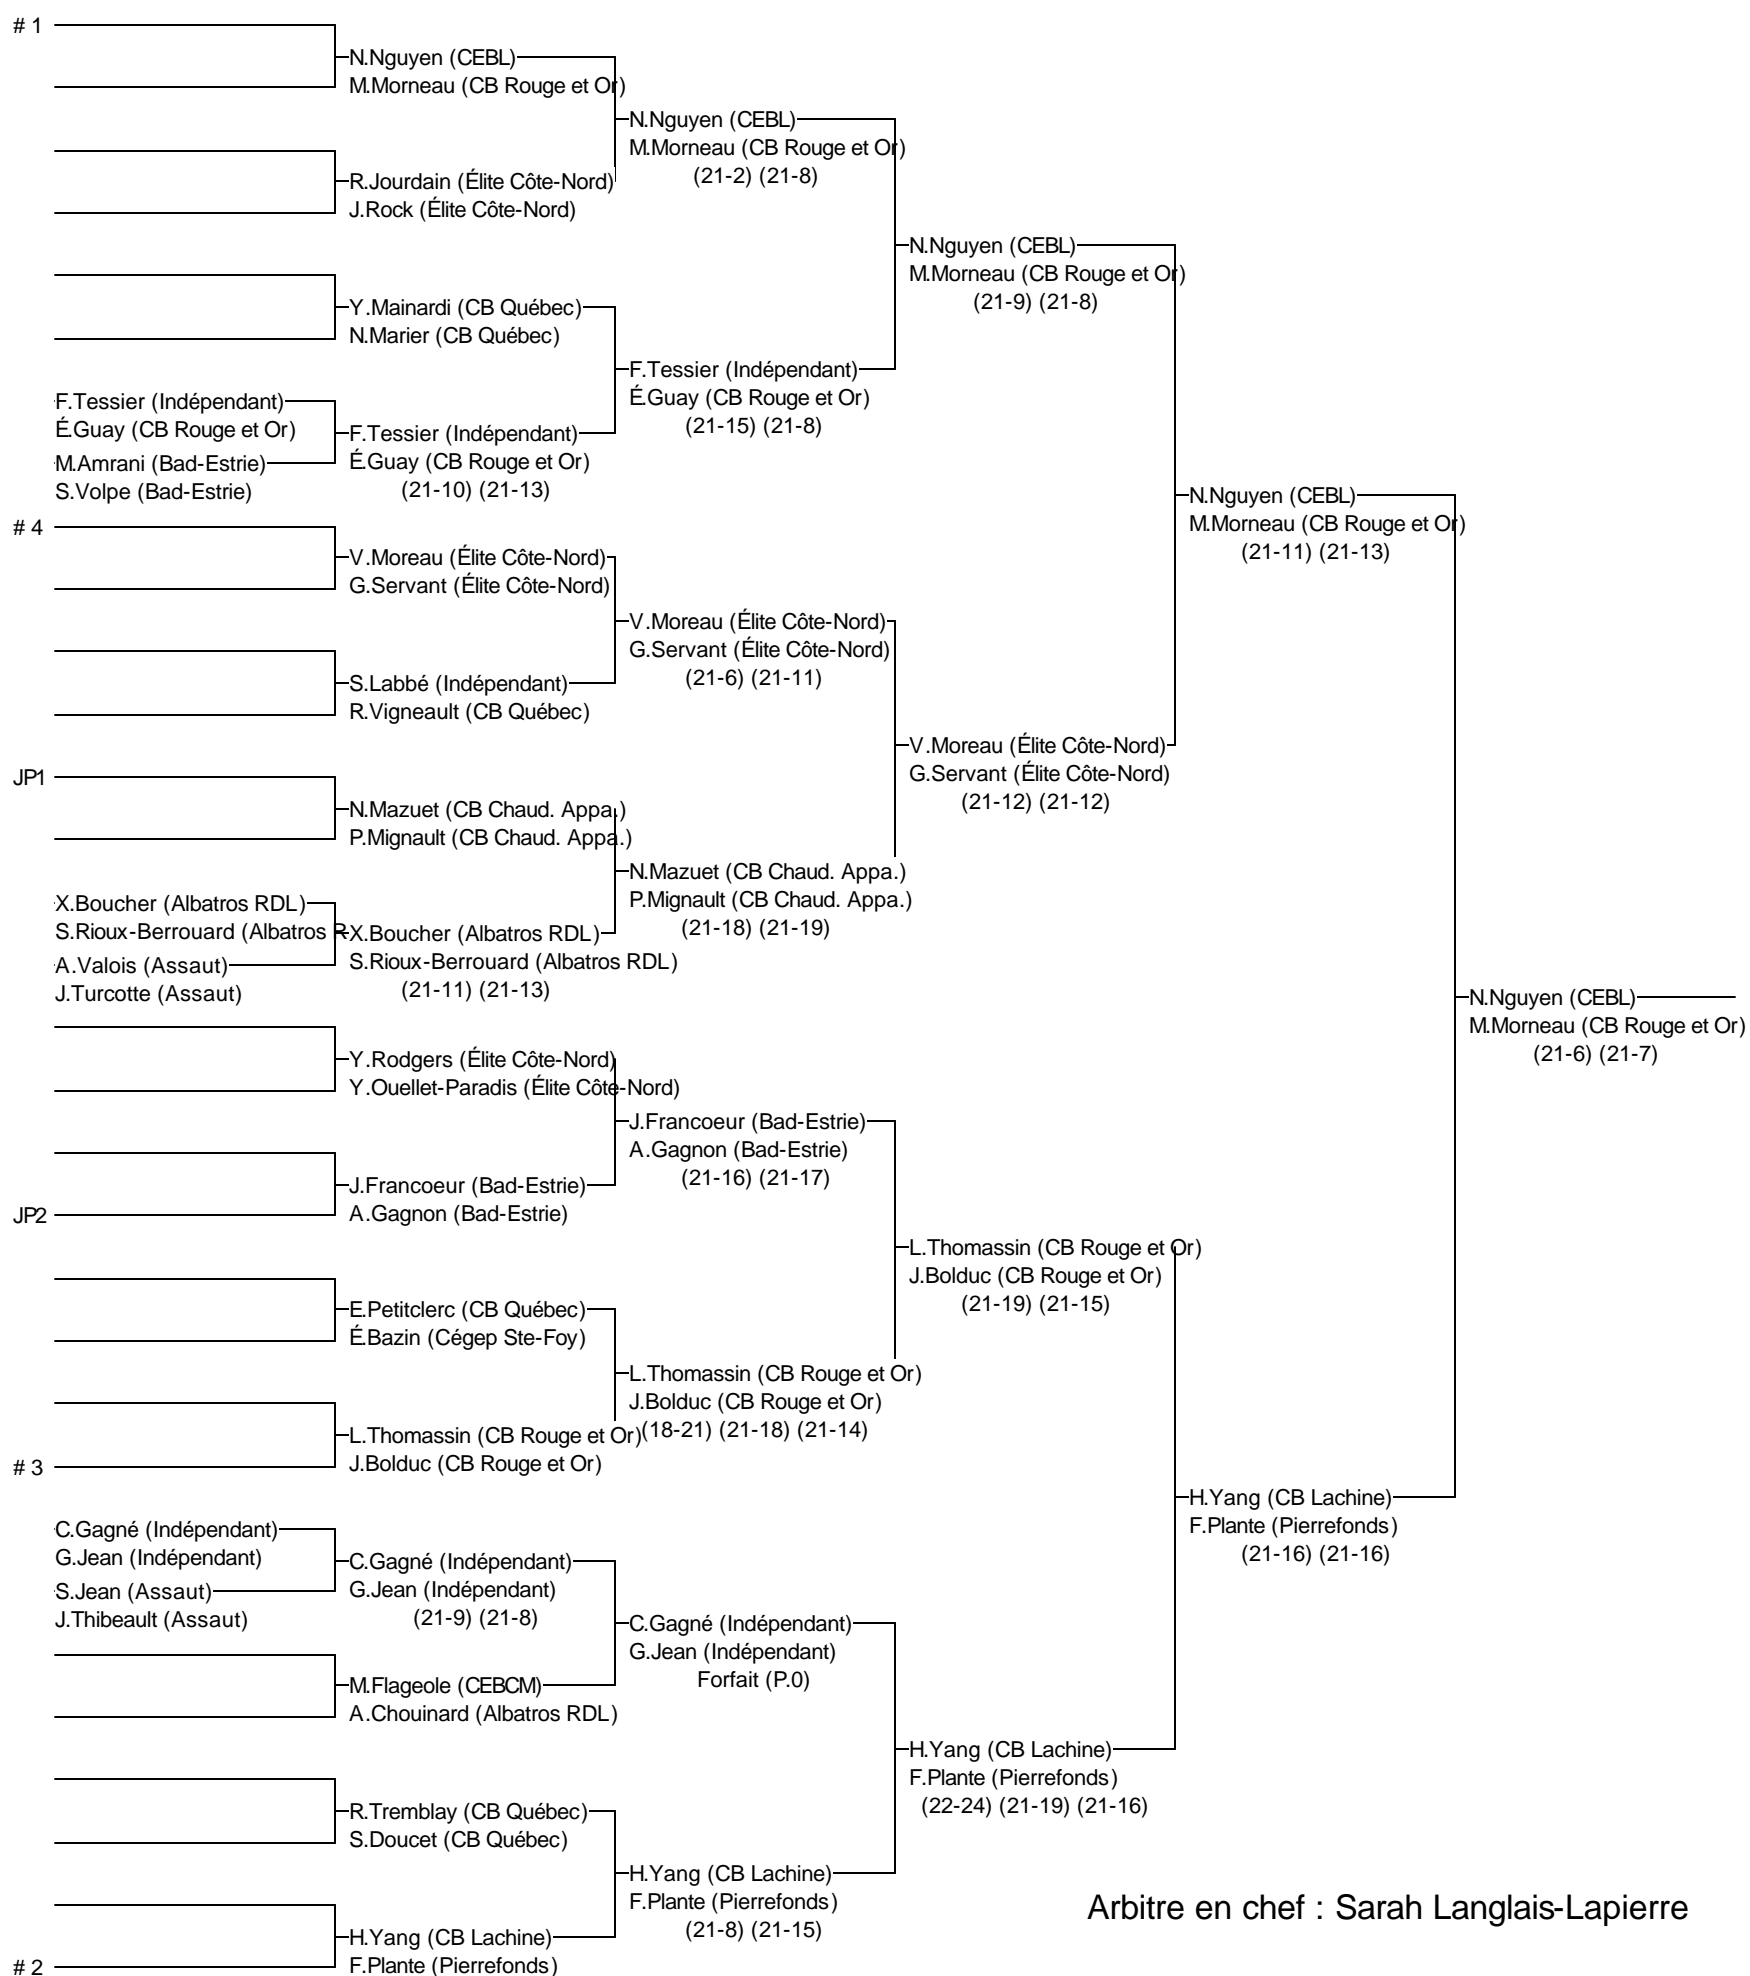 # 1
N.Nguyen (CEBL)
M.Morneau (CB Rouge et Or)
N.Nguyen (CEBL)
M.Morneau (CB Rouge et Or)
(21-2) (21-8)
R.Jourdain (Élite Côte-Nord)
J.Rock (Élite Côte-Nord)
N.Nguyen (CEBL)
M.Morneau (CB Rouge et Or)
(21-9) (21-8)
Y.Mainardi (CB Québec)
N.Marier (CB Québec)
F.Tessier (Indépendant)
É.Guay (CB Rouge et Or)
(21-15) (21-8)
F.Tessier (Indépendant)
É.Guay (CB Rouge et Or)
M.Amrani (Bad-Estrie)
S.Volpe (Bad-Estrie)
F.Tessier (Indépendant)
É.Guay (CB Rouge et Or)
(21-10) (21-13)
N.Nguyen (CEBL)
M.Morneau (CB Rouge et Or)
(21-11) (21-13)
# 4
V.Moreau (Élite Côte-Nord)
G.Servant (Élite Côte-Nord)
V.Moreau (Élite Côte-Nord)
G.Servant (Élite Côte-Nord)
(21-6) (21-11)
S.Labbé (Indépendant)
R.Vigneault (CB Québec)
V.Moreau (Élite Côte-Nord)
G.Servant (Élite Côte-Nord)
(21-12) (21-12)
JP1
N.Mazuet (CB Chaud. Appa.)
P.Mignault (CB Chaud. Appa.)
N.Mazuet (CB Chaud. Appa.)
P.Mignault (CB Chaud. Appa.)
(21-18) (21-19)
X.Boucher (Albatros RDL)
S.Rioux-Berrouard (Albatros R
A.Valois (Assaut)
J.Turcotte (Assaut)
X.Boucher (Albatros RDL)
S.Rioux-Berrouard (Albatros RDL)
(21-11) (21-13)
N.Nguyen (CEBL)
M.Morneau (CB Rouge et Or)
(21-6) (21-7)
Y.Rodgers (Élite Côte-Nord)
Y.Ouellet-Paradis (Élite Côte-Nord)
J.Francoeur (Bad-Estrie)
A.Gagnon (Bad-Estrie)
(21-16) (21-17)
J.Francoeur (Bad-Estrie)
A.Gagnon (Bad-Estrie)
JP2
L.Thomassin (CB Rouge et Or)
J.Bolduc (CB Rouge et Or)
(21-19) (21-15)
E.Petitclerc (CB Québec)
É.Bazin (Cégep Ste-Foy)
L.Thomassin (CB Rouge et Or)
J.Bolduc (CB Rouge et Or)
(18-21) (21-18) (21-14)
L.Thomassin (CB Rouge et Or)
J.Bolduc (CB Rouge et Or)
# 3
H.Yang (CB Lachine)
F.Plante (Pierrefonds)
(21-16) (21-16)
C.Gagné (Indépendant)
G.Jean (Indépendant)
S.Jean (Assaut)
J.Thibeault (Assaut)
C.Gagné (Indépendant)
G.Jean (Indépendant)
(21-9) (21-8)
C.Gagné (Indépendant)
G.Jean (Indépendant)
Forfait (P.0)
M.Flageole (CEBCM)
A.Chouinard (Albatros RDL)
H.Yang (CB Lachine)
F.Plante (Pierrefonds)
(22-24) (21-19) (21-16)
R.Tremblay (CB Québec)
S.Doucet (CB Québec)
H.Yang (CB Lachine)
F.Plante (Pierrefonds)
(21-8) (21-15)
Arbitre en chef : Sarah Langlais-Lapierre
H.Yang (CB Lachine)
F.Plante (Pierrefonds)
# 2